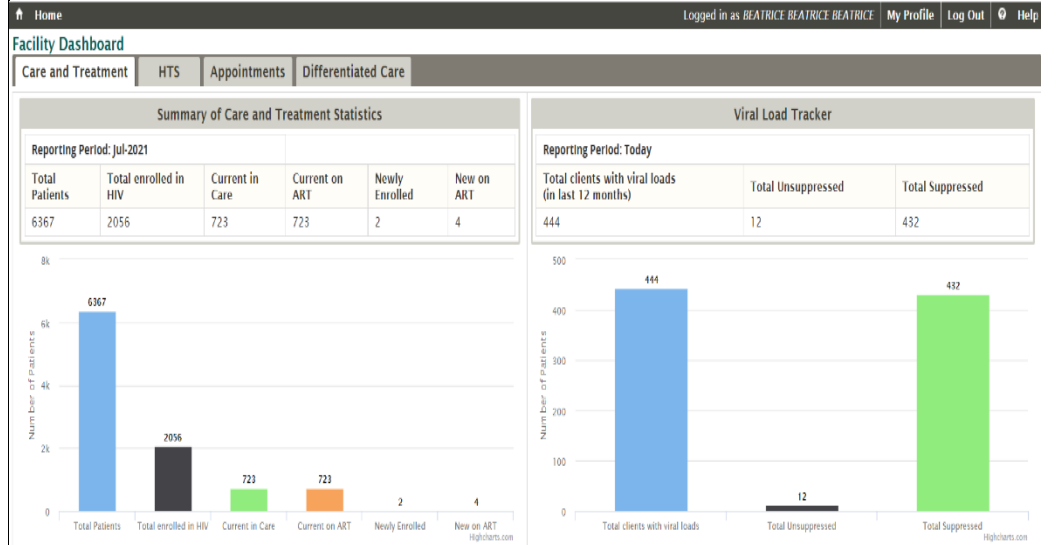 Home
Logged in as BEATRICE BEATRICE BEATRICE My Profile Log Out Help
Facility Dashboard
Care and Treatment HTS Appointments Differentiated Care
Summary of Care and Treatment Statistics
Reporting Period: Jul-2021
Total Patients Total enrolled in HIV Current in Care Current on ART Newly Enrolled New on ART
6367 2056 723 723 2 4
8k
6k
4k
2k
0
Number of Patients
6367
2056
723
723
2
4
Total Patients Total enrolled in HIV Current in Care Current on ART Newly Enrolled New on ART
Highcharts.com
Viral Load Tracker
Reporting Period: Today
Total clients with viral loads (in last 12 months) Total Unsuppressed Total Suppressed
444 12 432
500
400
300
200
100
0
Number of Patients
444
12
432
Total clients with viral loads Total Unsuppressed Total Suppressed
Highcharts.com